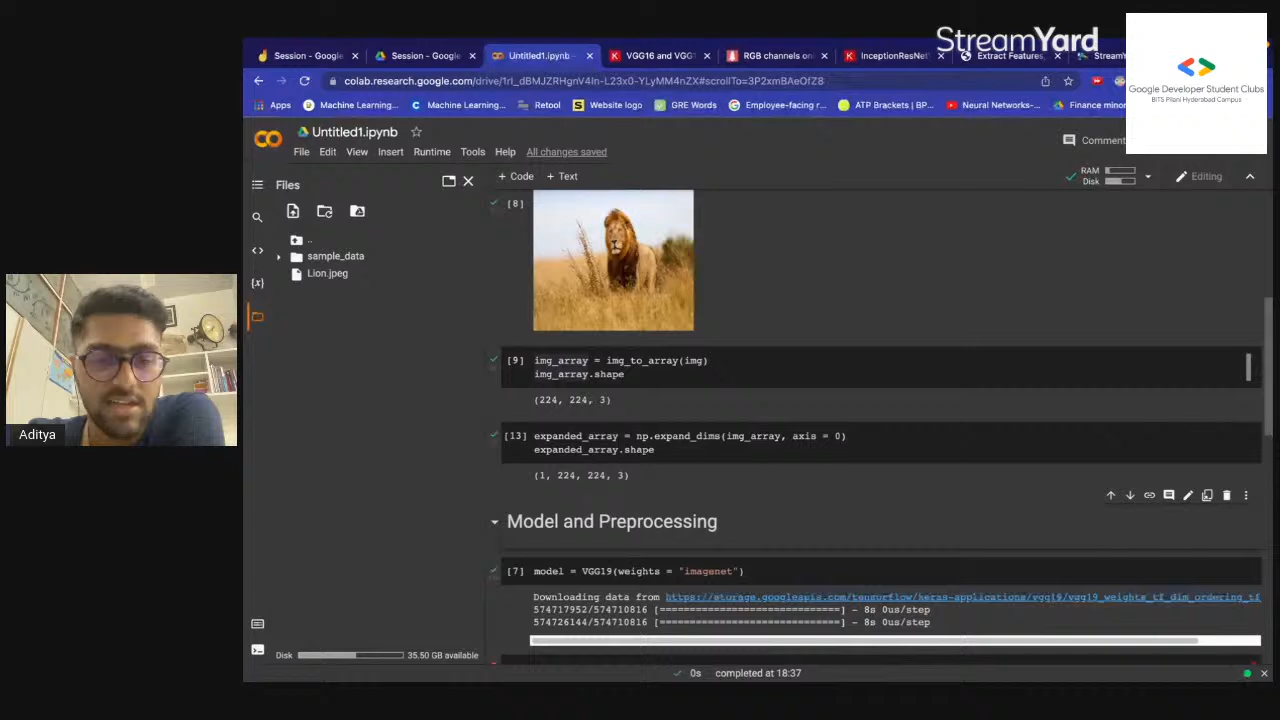 StreamYard
Google Developer Student Clubs
BITS Pilani Hyderabad Campus
Session - Google
Session - Google
Untitled1.ipynb -
VGG16 and VGG
RGB channels on
InceptionResNet
Extract Features,
StreamY
colab.research.google.com/drive/1rI_dBMJZRHgnV4ln-L23x0-YLyMM4nZX#scrollTo=3P2xmBAeOfZ8
Apps
Machine Learning...
Machine Learning...
Retool
Website logo
GRE Words
Employee-facing r...
ATP Brackets | BP...
Neural Networks-...
Finance minor
Untitled1.ipynb
File Edit View Insert Runtime Tools Help All changes saved
Comment
Files
+ Code + Text
RAM
Disk
Editing
..
sample_data
Lion.jpeg
[8]
[9] img_array = img_to_array(img)
img_array.shape
(224, 224, 3)
[13] expanded_array = np.expand_dims(img_array, axis = 0)
expanded_array.shape
(1, 224, 224, 3)
Model and Preprocessing
[7] model = VGG19(weights = "imagenet")
Downloading data from https://storage.googleapis.com/tensorflow/keras-applications/vgg19/vgg19_weights_tf_dim_ordering_tf
574717952/574710816 [==============================] - 8s 0us/step
574726144/574710816 [==============================] - 8s 0us/step
Disk 35.50 GB available
0s completed at 18:37
Aditya